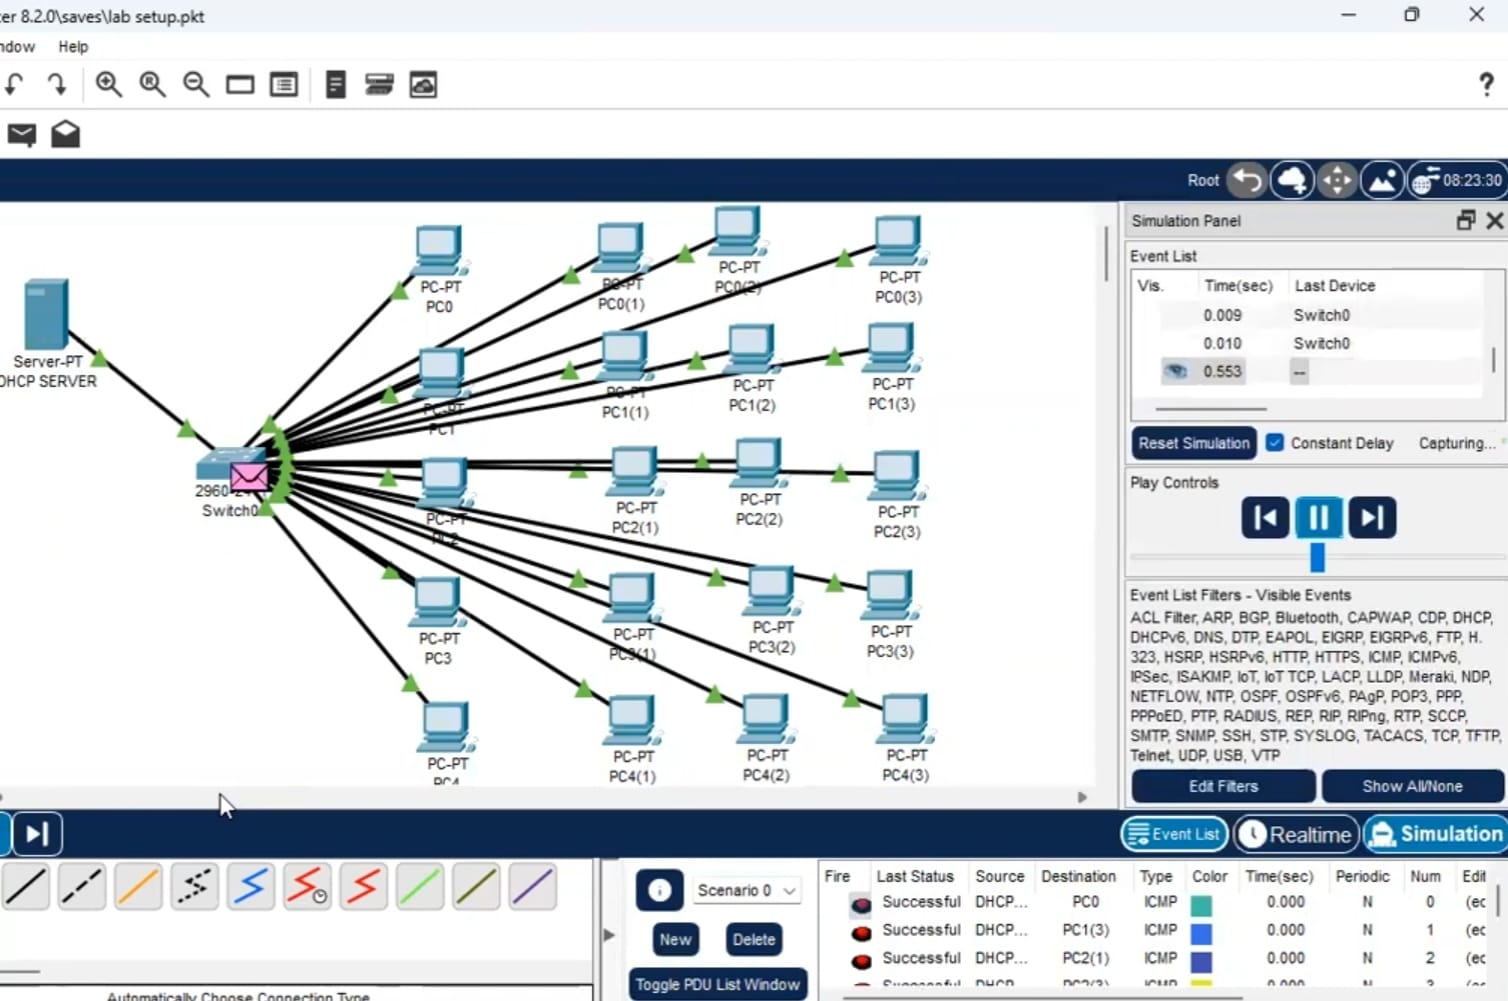 ter 8.2.0\saves\lab setup.pkt
ndow Help
Root 08:23:30
Simulation Panel
Event List
Vis. Time(sec) Last Device
0.009 Switch0
0.010 Switch0
0.553 --
Reset Simulation Constant Delay Capturing...
Play Controls
Event List Filters - Visible Events
ACL Filter, ARP, BGP, Bluetooth, CAPWAP, CDP, DHCP,
DHCPv6, DNS, DTP, EAPOL, EIGRP, EIGRPv6, FTP, H.
323, HSRP, HSRPv6, HTTP, HTTPS, ICMP, ICMPv6,
IPSec, ISAKMP, IoT, IoT TCP, LACP, LLDP, Meraki, NDP,
NETFLOW, NTP, OSPF, OSPFv6, PAgP, POP3, PPP,
PPPoED, PTP, RADIUS, REP, RIP, RIPng, RTP, SCCP,
SMTP, SNMP, SSH, STP, SYSLOG, TACACS, TCP, TFTP,
Telnet, UDP, USB, VTP
Edit Filters Show All/None
Event List Realtime Simulation
Server-PT
DHCP SERVER
2960-24
Switch0
PC-PT
PC0
PC-PT
PC0(1)
PC-PT
PC0(2)
PC-PT
PC0(3)
PC-PT
PC1
PC-PT
PC1(1)
PC-PT
PC1(2)
PC-PT
PC1(3)
PC-PT
PC2
PC-PT
PC2(1)
PC-PT
PC2(2)
PC-PT
PC2(3)
PC-PT
PC3
PC-PT
PC3(1)
PC-PT
PC3(2)
PC-PT
PC3(3)
PC-PT
PC4
PC-PT
PC4(1)
PC-PT
PC4(2)
PC-PT
PC4(3)
Scenario 0
New Delete
Toggle PDU List Window
Fire Last Status Source Destination Type Color Time(sec) Periodic Num Edit
Successful DHCP... PC0 ICMP 0.000 N 0 (ec
Successful DHCP... PC1(3) ICMP 0.000 N 1 (ec
Successful DHCP... PC2(1) ICMP 0.000 N 2 (ec
Automatically Choose Connection Type